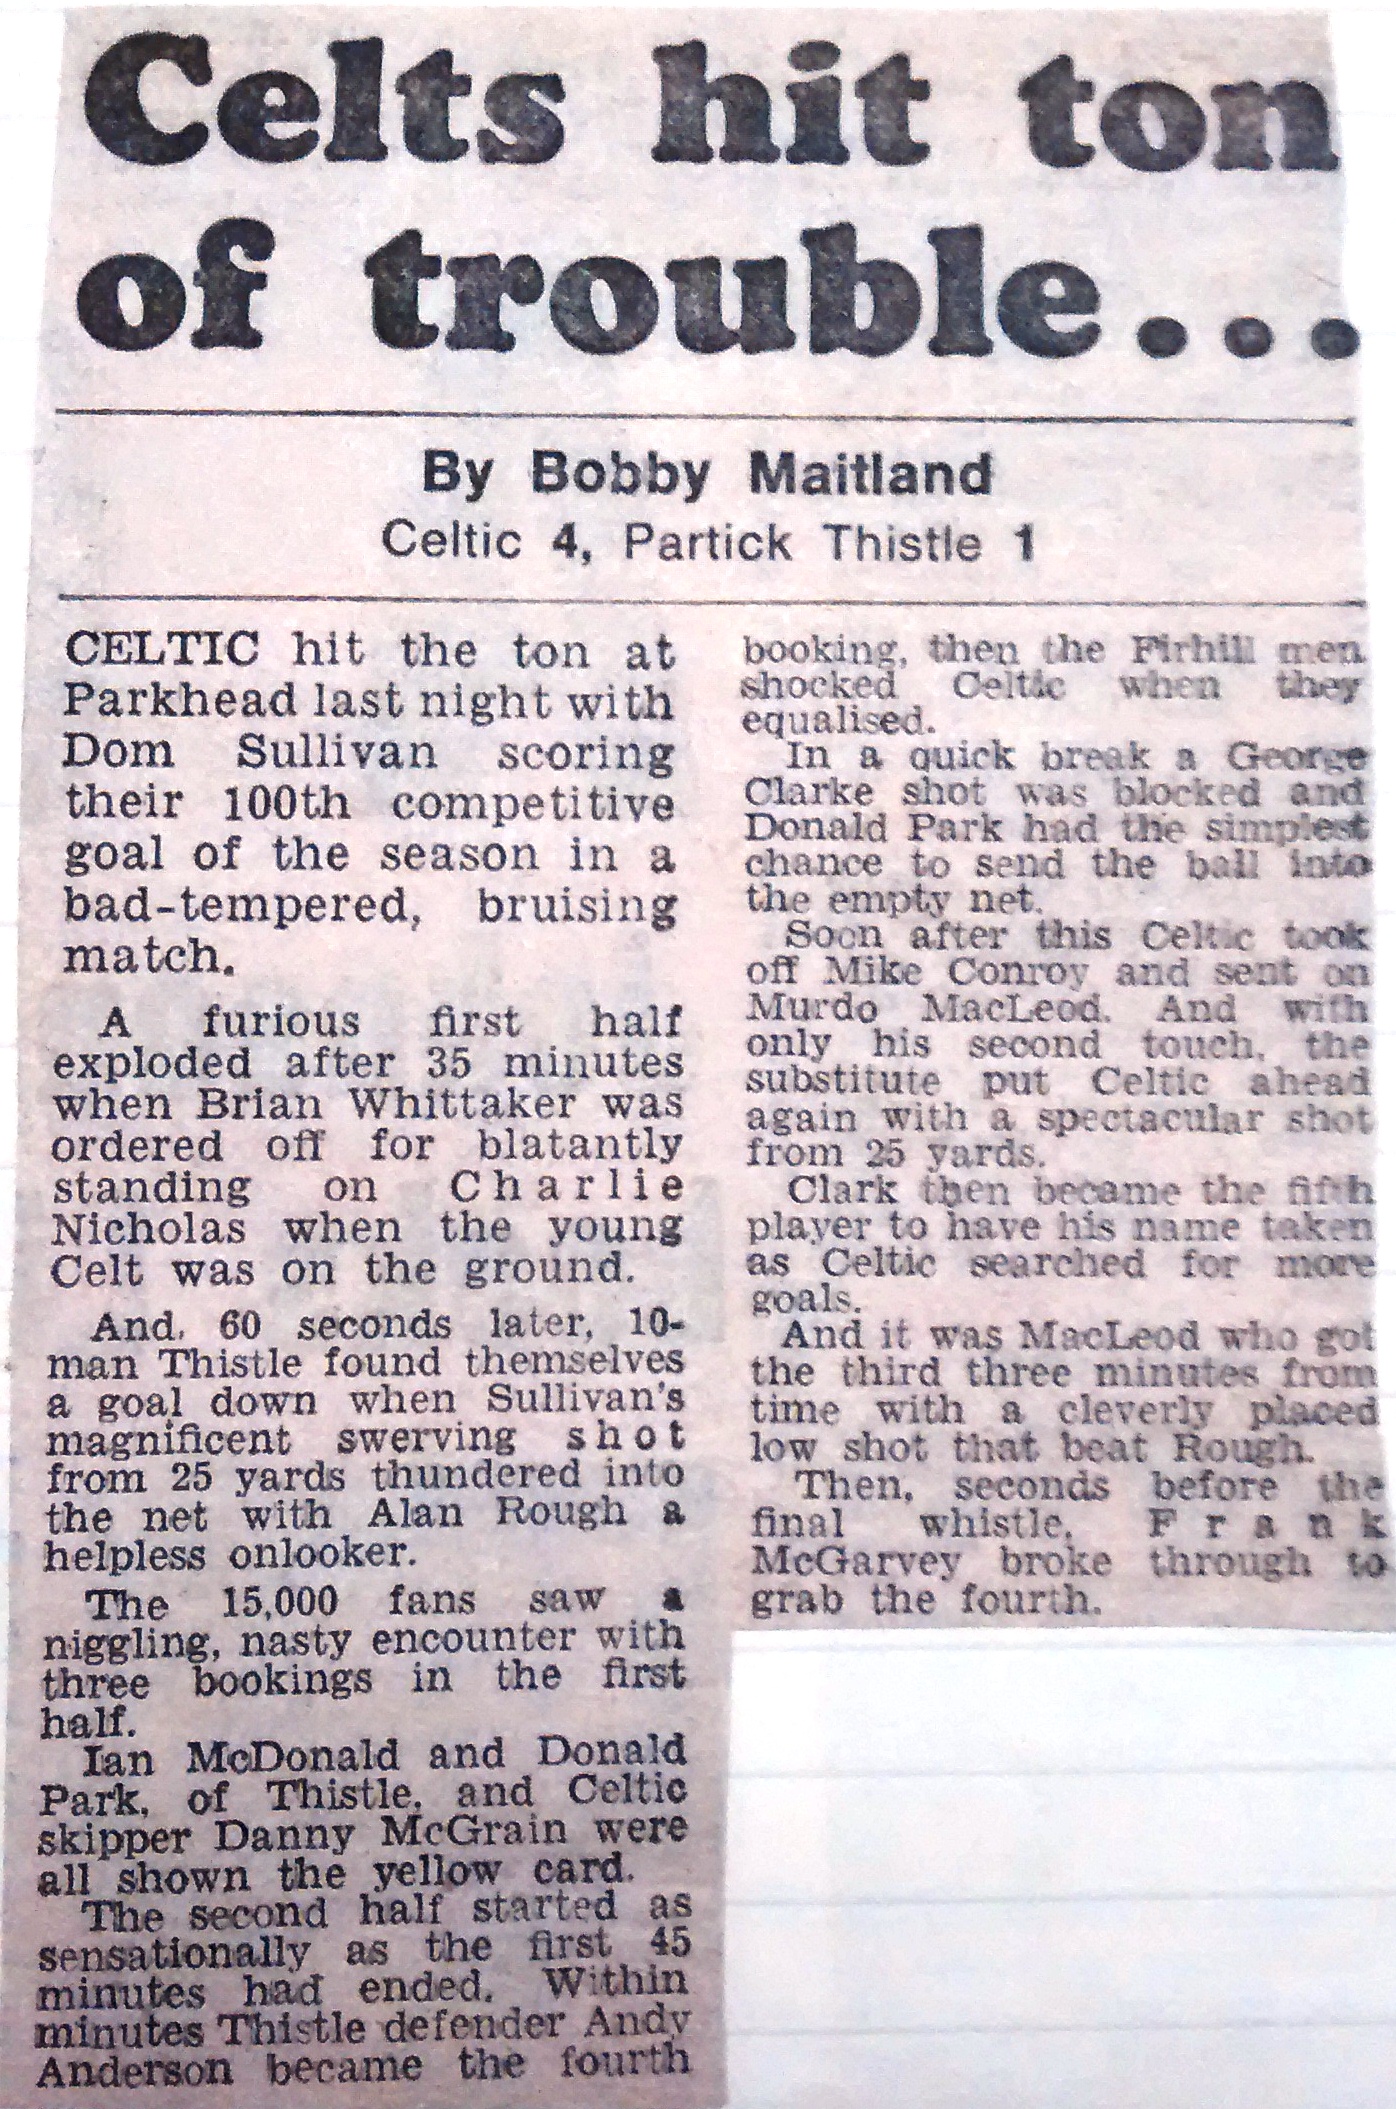 Celts hit ton
of trouble...
By Bobby Maitland
Celtic 4, Partick Thistle 1
CELTIC hit the ton at
Parkhead last night with
Dom Sullivan scoring
their 100th competitive
goal of the season in a
bad-tempered, bruising
match.
A furious first half
exploded after 35 minutes
when Brian Whittaker was
ordered off for blatantly
standing on Charlie
Nicholas when the young
Celt was on the ground.
And, 60 seconds later, 10-
man Thistle found themselves
a goal down when Sullivan's
magnificent swerving shot
from 25 yards thundered into
the net with Alan Rough a
helpless onlooker.
The 15,000 fans saw a
niggling, nasty encounter with
three bookings in the first
half.
Ian McDonald and Donald
Park, of Thistle, and Celtic
skipper Danny McGrain were
all shown the yellow card.
The second half started as
sensationally as the first 45
minutes had ended. Within
minutes Thistle defender Andy
Anderson became the fourth
booking, then the Firhill men
shocked Celtic when they
equalised.
In a quick break a George
Clarke shot was blocked and
Donald Park had the simplest
chance to send the ball into
the empty net.
Soon after this Celtic took
off Mike Conroy and sent on
Murdo MacLeod. And with
only his second touch, the
substitute put Celtic ahead
again with a spectacular shot
from 25 yards.
Clark then became the fifth
player to have his name taken
as Celtic searched for more
goals.
And it was MacLeod who got
the third three minutes from
time with a cleverly placed
low shot that beat Rough.
Then, seconds before the
final whistle, Frank
McGarvey broke through to
grab the fourth.